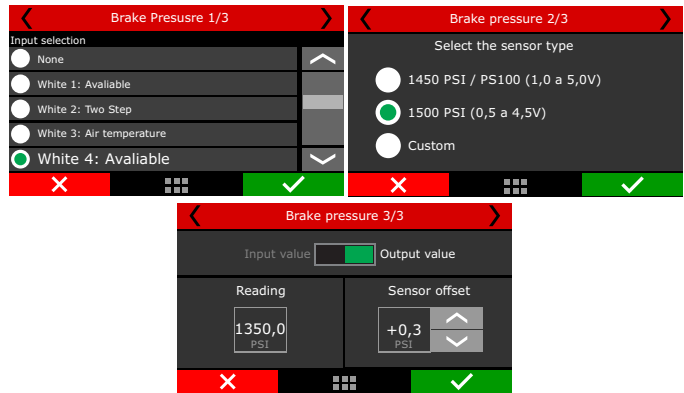 Brake Presusre 1/3
Input selection
None
White 1: Avaliable
White 2: Two Step
White 3: Air temperature
White 4: Avaliable
Brake pressure 2/3
Select the sensor type
1450 PSI / PS100 (1,0 a 5,0V)
1500 PSI (0,5 a 4,5V)
Custom
Brake pressure 3/3
Input value Output value
Reading
1350,0
PSI
Sensor offset
+0,3
PSI